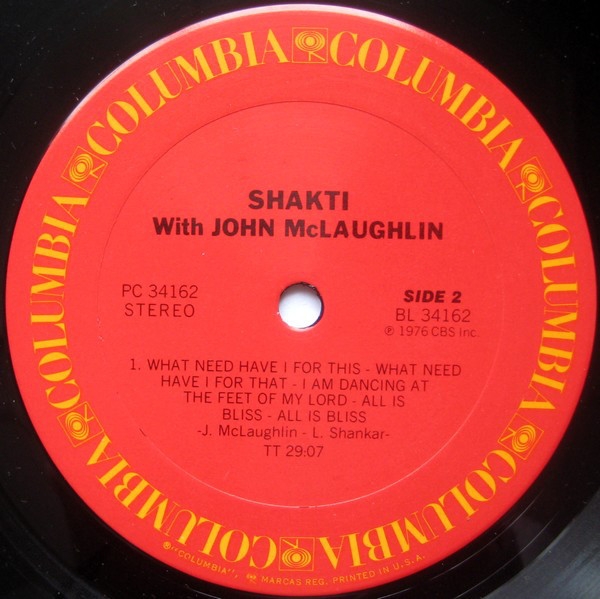 COLUMBIA COLUMBIA COLUMBIA COLUMBIA COLUMBIA COLUMBIA
SHAKTI
With JOHN McLAUGHLIN
PC 34162
STEREO
SIDE 2
BL 34162
℗ 1976 CBS Inc.
1. WHAT NEED HAVE I FOR THIS - WHAT NEED
HAVE I FOR THAT - I AM DANCING AT
THE FEET OF MY LORD - ALL IS
BLISS - ALL IS BLISS
-J. McLaughlin - L. Shankar-
TT 29:07
®"COLUMBIA", MARCAS REG. PRINTED IN U.S.A.